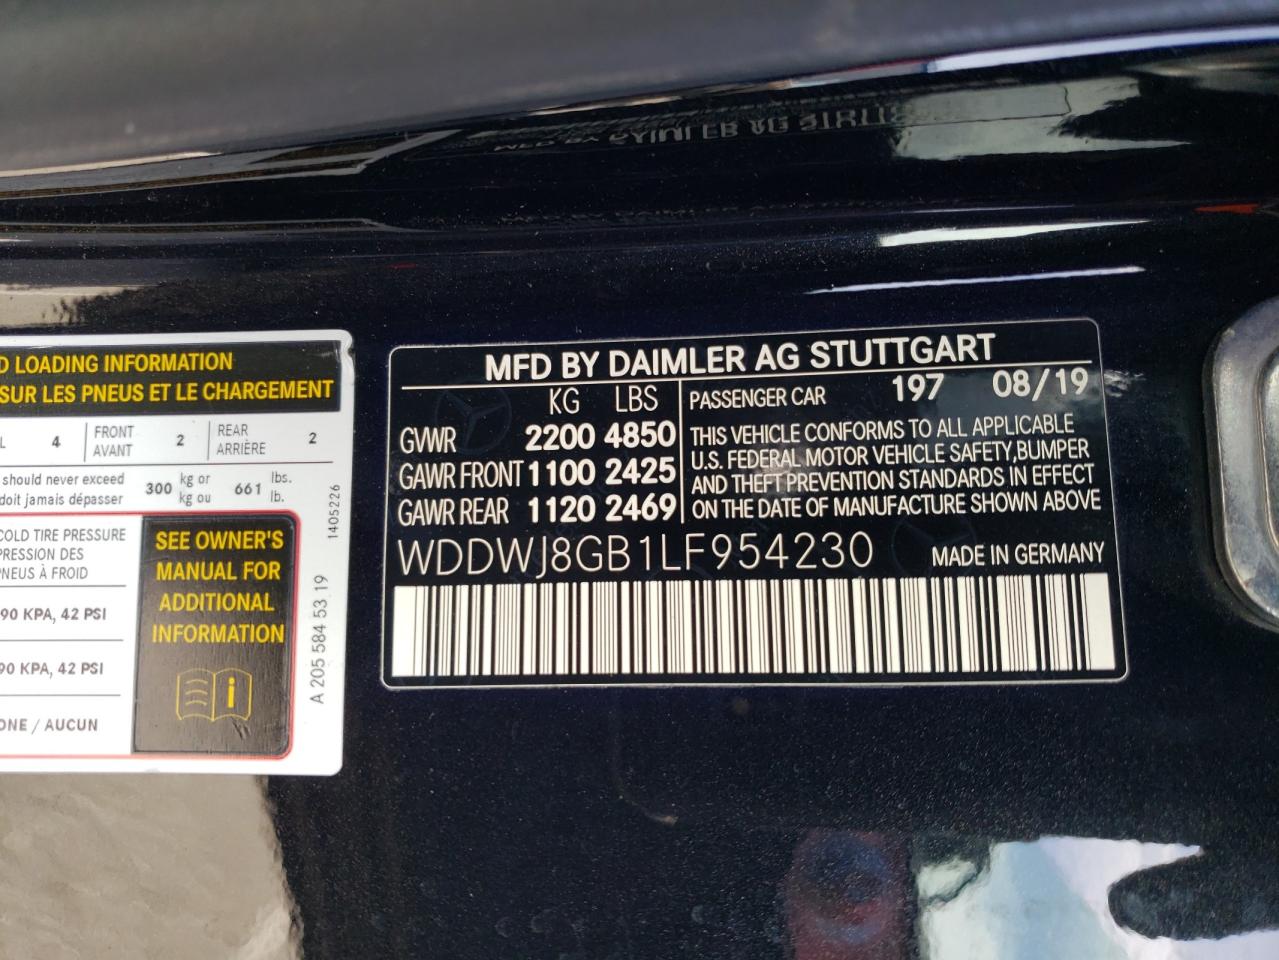 D LOADING INFORMATION
SUR LES PNEUS ET LE CHARGEMENT
L 4 FRONT AVANT 2 REAR ARRIÈRE 2
should never exceed
doit jamais dépasser
300 kg or kg ou 661 lbs. lb.
COLD TIRE PRESSURE
PRESSION DES
PNEUS À FROID
90 KPA, 42 PSI
90 KPA, 42 PSI
ONE / AUCUN
SEE OWNER'S
MANUAL FOR
ADDITIONAL
INFORMATION
i
1405226
A 205 584 53 19
MFD BY DAIMLER AG STUTTGART
KG LBS
GVWR 2200 4850
GAWR FRONT 1100 2425
GAWR REAR 1120 2469
PASSENGER CAR 197 08/19
THIS VEHICLE CONFORMS TO ALL APPLICABLE
U.S. FEDERAL MOTOR VEHICLE SAFETY,BUMPER
AND THEFT PREVENTION STANDARDS IN EFFECT
ON THE DATE OF MANUFACTURE SHOWN ABOVE
WDDWJ8GB1LF954230 MADE IN GERMANY